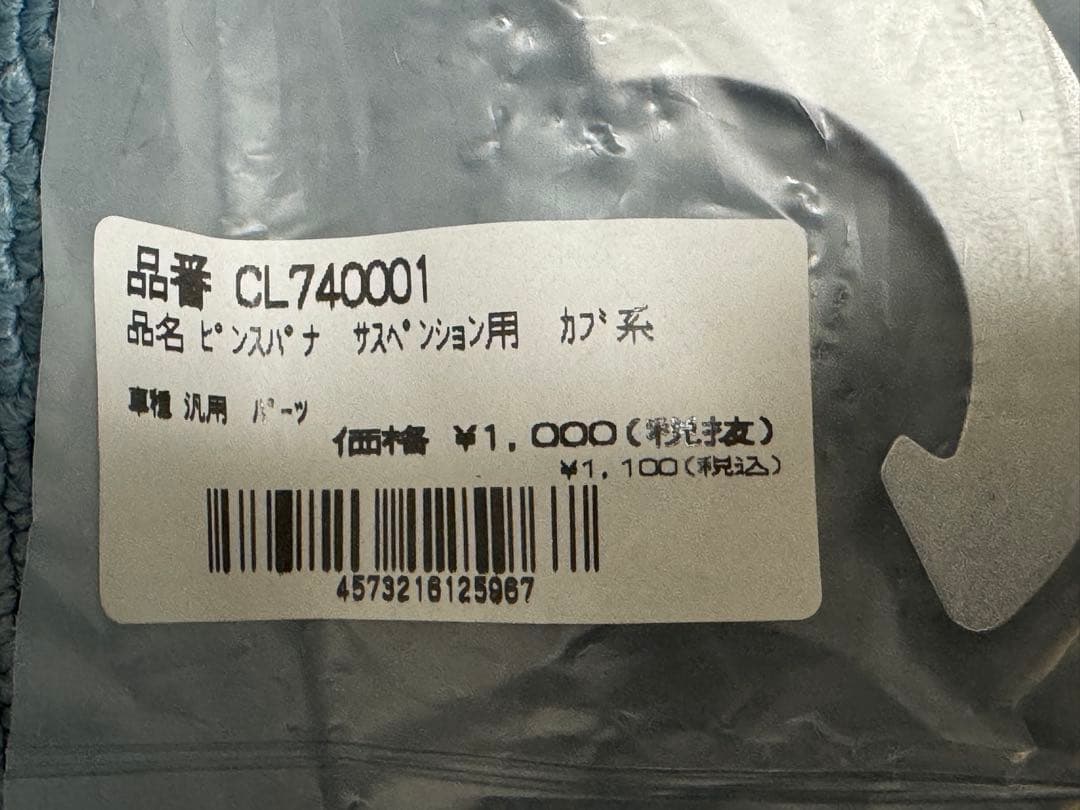 品番 CL740001
品名 ﾋﾟﾝｽﾊﾟﾅ ｻｽﾍﾟﾝｼｮﾝ用 ｶﾌﾞ系
車種 汎用 ﾊﾟｰﾂ
価格 ¥1,000(税抜)
¥1,100(税込)
4573216125967